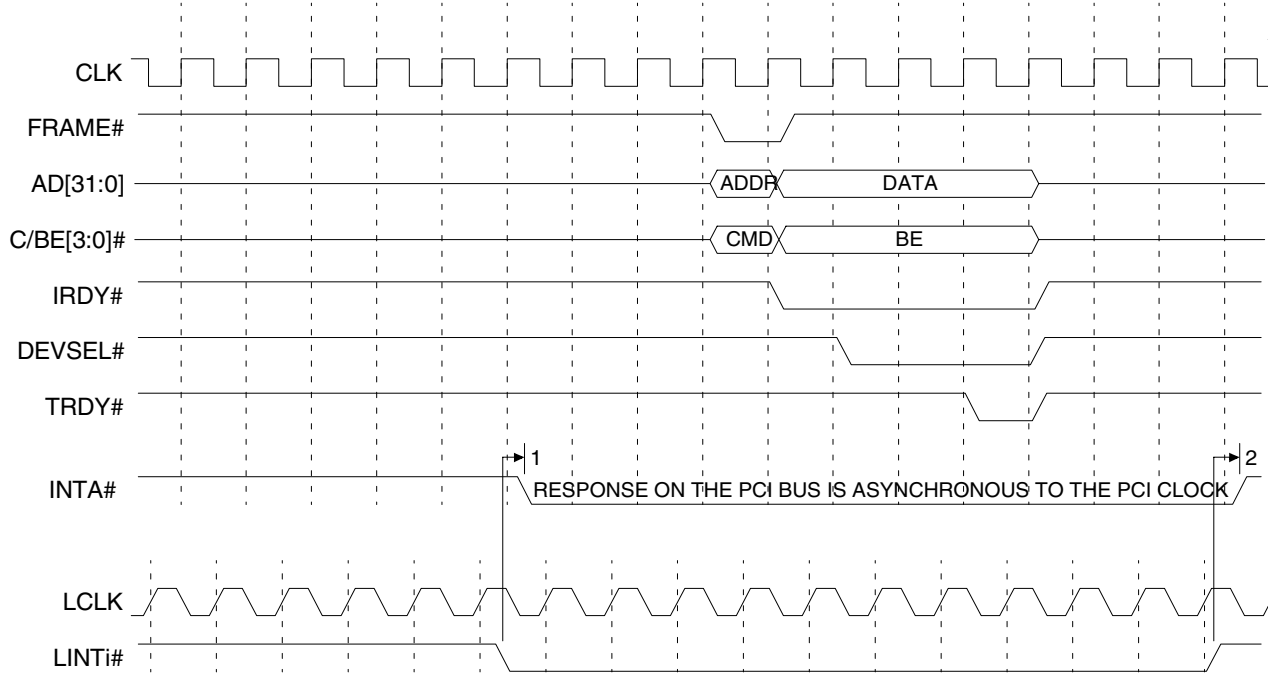 CLK
FRAME#
AD[31:0] ADDR DATA
C/BE[3:0]# CMD BE
IRDY#
DEVSEL#
TRDY#
1 2
INTA# RESPONSE ON THE PCI BUS IS ASYNCHRONOUS TO THE PCI CLOCK
LCLK
LINTi#